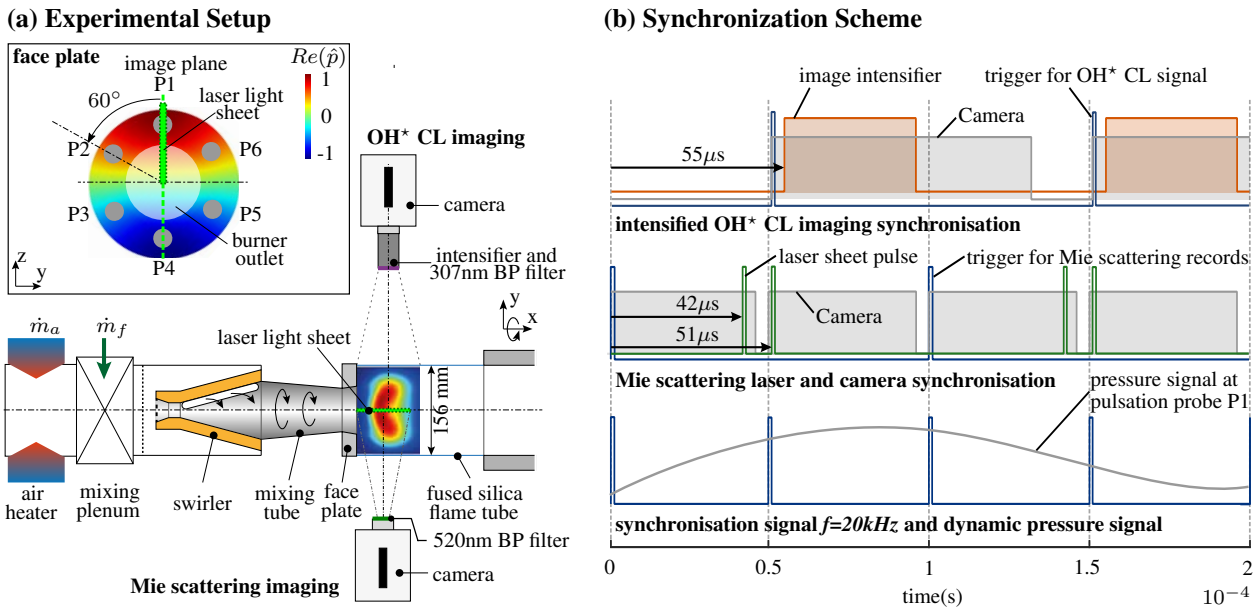 (a) Experimental Setup
face plate
image plane
P1
Re(p̂)
1
0
-1
60°
laser light
sheet
P2
P6
P3
P5
burner
outlet
P4
z
y
OH⋆ CL imaging
camera
intensifier and
307nm BP filter
y
x
ṁₐ
ṁ_f
laser light sheet
156 mm
air
heater
mixing
plenum
swirler
mixing
tube
face
plate
fused silica
flame tube
520nm BP filter
camera
Mie scattering imaging
(b) Synchronization Scheme
image intensifier
trigger for OH⋆ CL signal
Camera
55μs
intensified OH⋆ CL imaging synchronisation
laser sheet pulse
trigger for Mie scattering records
42μs
Camera
51μs
Mie scattering laser and camera synchronisation
pressure signal at
pulsation probe P1
synchronisation signal f=20kHz and dynamic pressure signal
0
0.5
1
1.5
2
time(s)
10⁻⁴